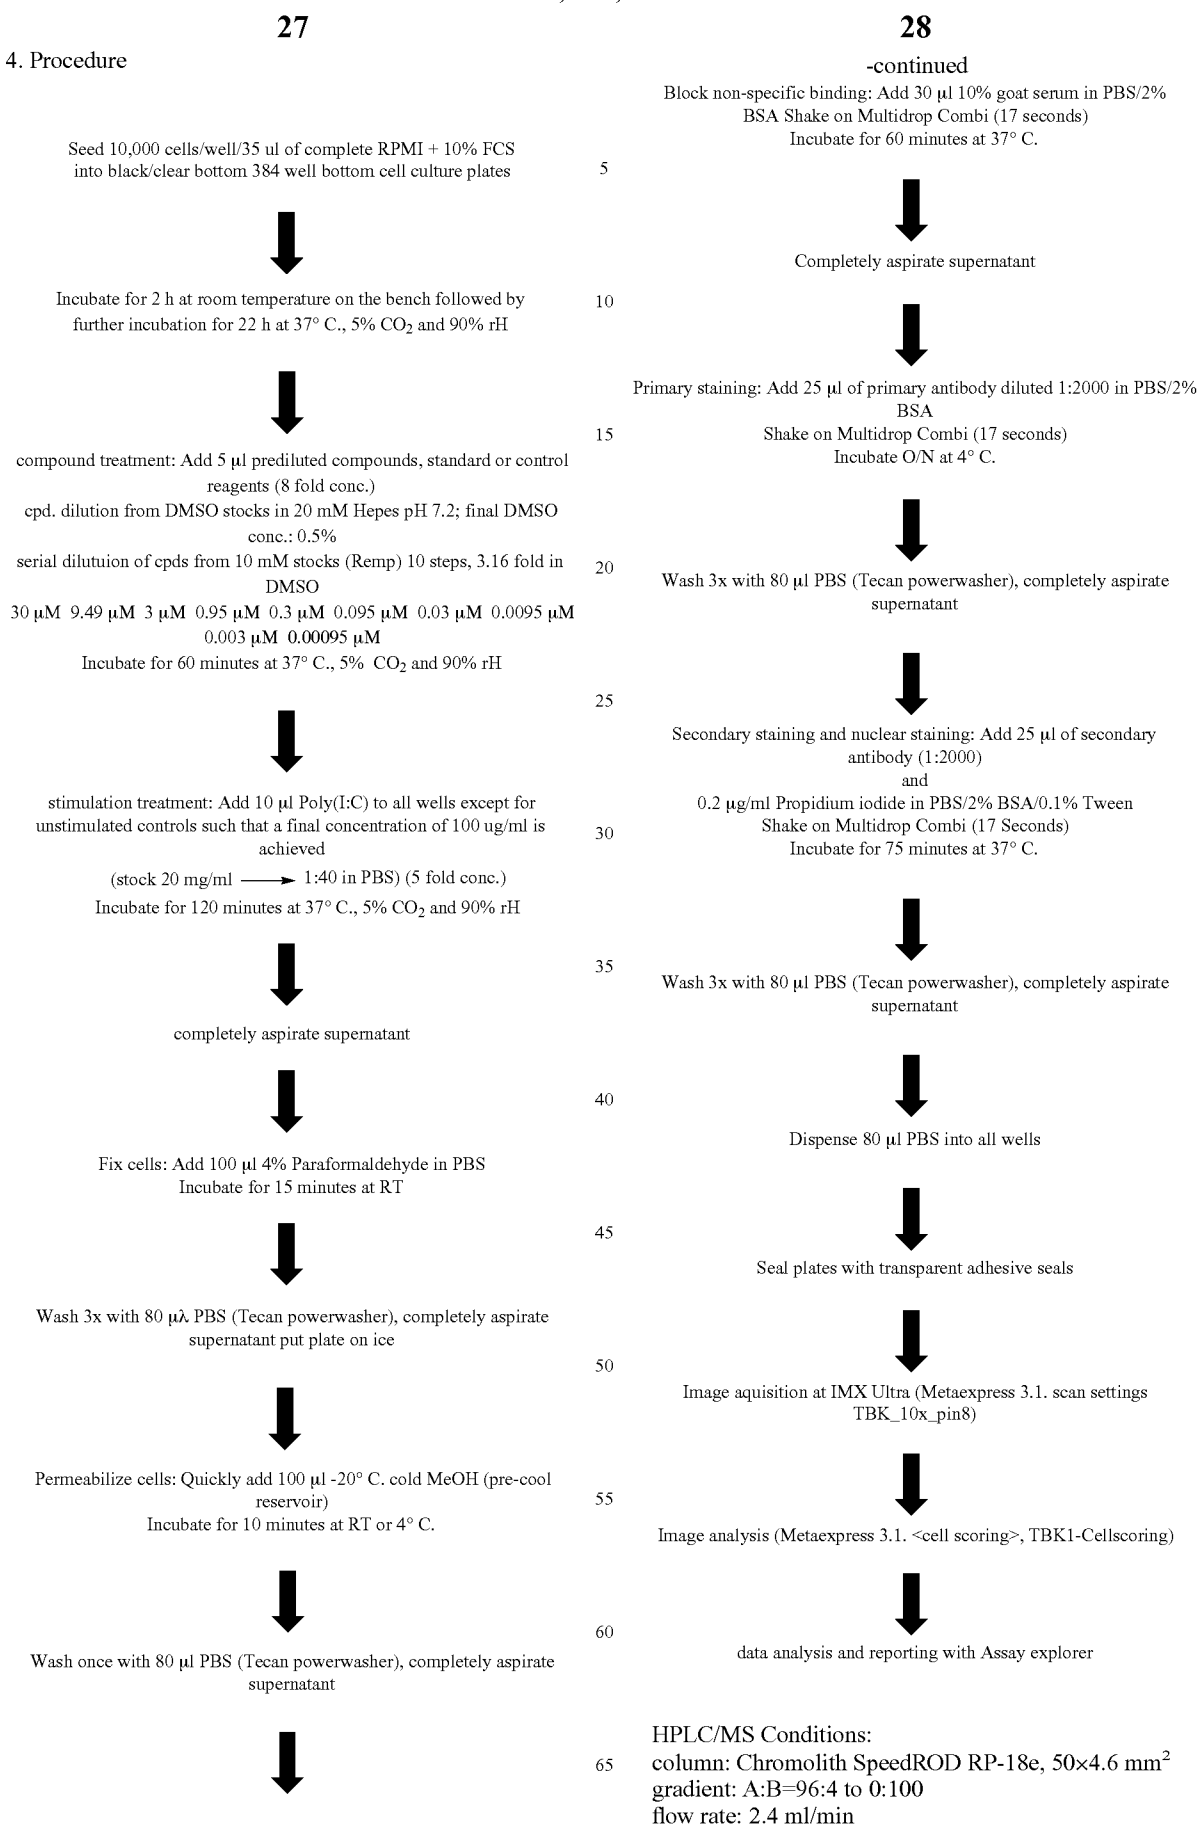 27
4. Procedure
Seed 10,000 cells/well/35 ul of complete RPMI + 10% FCS
into black/clear bottom 384 well bottom cell culture plates
Incubate for 2 h at room temperature on the bench followed by
further incubation for 22 h at 37° C., 5% CO2 and 90% rH
compound treatment: Add 5 µl prediluted compounds, standard or control
reagents (8 fold conc.)
cpd. dilution from DMSO stocks in 20 mM Hepes pH 7.2; final DMSO
conc.: 0.5%
serial dilutuion of cpds from 10 mM stocks (Remp) 10 steps, 3.16 fold in
DMSO
30 µM 9.49 µM 3 µM 0.95 µM 0.3 µM 0.095 µM 0.03 µM 0.0095 µM
0.003 µM 0.00095 µM
Incubate for 60 minutes at 37° C., 5% CO2 and 90% rH
stimulation treatment: Add 10 µl Poly(I:C) to all wells except for
unstimulated controls such that a final concentration of 100 ug/ml is
achieved
(stock 20 mg/ml ⟶ 1:40 in PBS) (5 fold conc.)
Incubate for 120 minutes at 37° C., 5% CO2 and 90% rH
completely aspirate supernatant
Fix cells: Add 100 µl 4% Paraformaldehyde in PBS
Incubate for 15 minutes at RT
Wash 3x with 80 µλ PBS (Tecan powerwasher), completely aspirate
supernatant put plate on ice
Permeabilize cells: Quickly add 100 µl -20° C. cold MeOH (pre-cool
reservoir)
Incubate for 10 minutes at RT or 4° C.
Wash once with 80 µl PBS (Tecan powerwasher), completely aspirate
supernatant
5
10
15
20
25
30
35
40
45
50
55
60
65
28
-continued
Block non-specific binding: Add 30 µl 10% goat serum in PBS/2%
BSA Shake on Multidrop Combi (17 seconds)
Incubate for 60 minutes at 37° C.
Completely aspirate supernatant
Primary staining: Add 25 µl of primary antibody diluted 1:2000 in PBS/2%
BSA
Shake on Multidrop Combi (17 seconds)
Incubate O/N at 4° C.
Wash 3x with 80 µl PBS (Tecan powerwasher), completely aspirate
supernatant
Secondary staining and nuclear staining: Add 25 µl of secondary
antibody (1:2000)
and
0.2 µg/ml Propidium iodide in PBS/2% BSA/0.1% Tween
Shake on Multidrop Combi (17 Seconds)
Incubate for 75 minutes at 37° C.
Wash 3x with 80 µl PBS (Tecan powerwasher), completely aspirate
supernatant
Dispense 80 µl PBS into all wells
Seal plates with transparent adhesive seals
Image aquisition at IMX Ultra (Metaexpress 3.1. scan settings
TBK_10x_pin8)
Image analysis (Metaexpress 3.1. <cell scoring>, TBK1-Cellscoring)
data analysis and reporting with Assay explorer
HPLC/MS Conditions:
column: Chromolith SpeedROD RP-18e, 50×4.6 mm²
gradient: A:B=96:4 to 0:100
flow rate: 2.4 ml/min